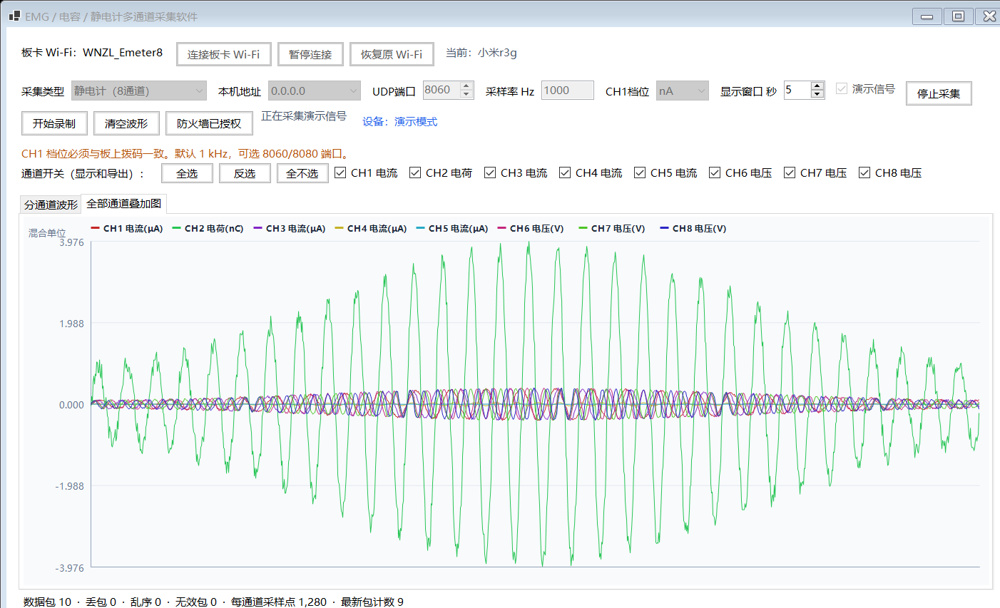 EMG / 电容 / 静电计多通道采集软件
板卡 Wi-Fi: WNZL_Emeter8 连接板卡 Wi-Fi 暂停连接 恢复原 Wi-Fi 当前: 小米r3g
采集类型 静电计（8通道） 本机地址 0.0.0.0 UDP端口 8060 采样率 Hz 1000 CH1档位 nA 显示窗口 秒 5 演示信号 停止采集
开始录制 清空波形 防火墙已授权 正在采集演示信号 设备：演示模式
CH1 档位必须与板上拨码一致。默认 1 kHz，可选 8060/8080 端口。
通道开关（显示和导出）： 全选 反选 全不选 CH1 电流 CH2 电荷 CH3 电流 CH4 电流 CH5 电流 CH6 电压 CH7 电压 CH8 电压
分通道波形 全部通道叠加图
混合单位 CH1 电流(μA) CH2 电荷(nC) CH3 电流(μA) CH4 电流(μA) CH5 电流(μA) CH6 电压(V) CH7 电压(V) CH8 电压(V)
3.976
1.988
0.000
-1.988
-3.976
数据包 10 · 丢包 0 · 乱序 0 · 无效包 0 · 每通道采样点 1,280 · 最新包计数 9